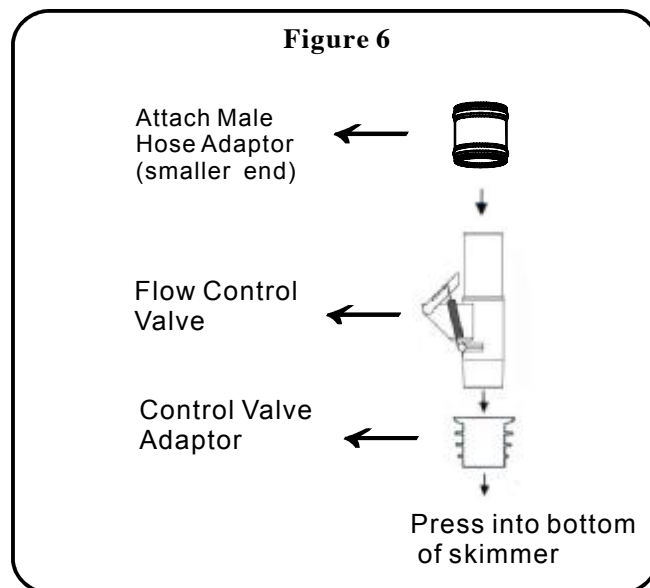 Figure 6
Attach Male
Hose Adaptor
(smaller end)
Flow Control
Valve
Control Valve
Adaptor
Press into bottom
of skimmer